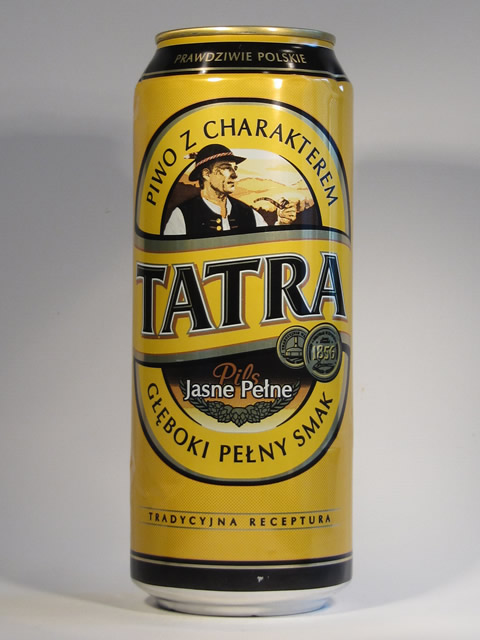 PRAWDZIWIE POLSKIE
PIWO Z CHARAKTEREM
TATRA
1856
Pils
Jasne Pełne
GŁĘBOKI PEŁNY SMAK
TRADYCYJNA RECEPTURA